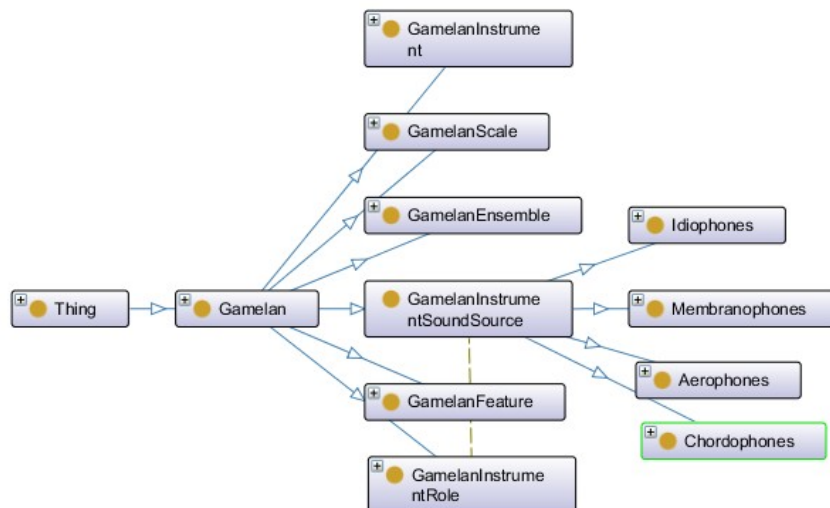 GamelanInstrume
nt
GamelanScale
GamelanEnsemble
Idiophones
Thing
Gamelan
GamelanInstrume
ntSoundSource
Membranophones
Aerophones
GamelanFeature
Chordophones
GamelanInstrume
ntRole